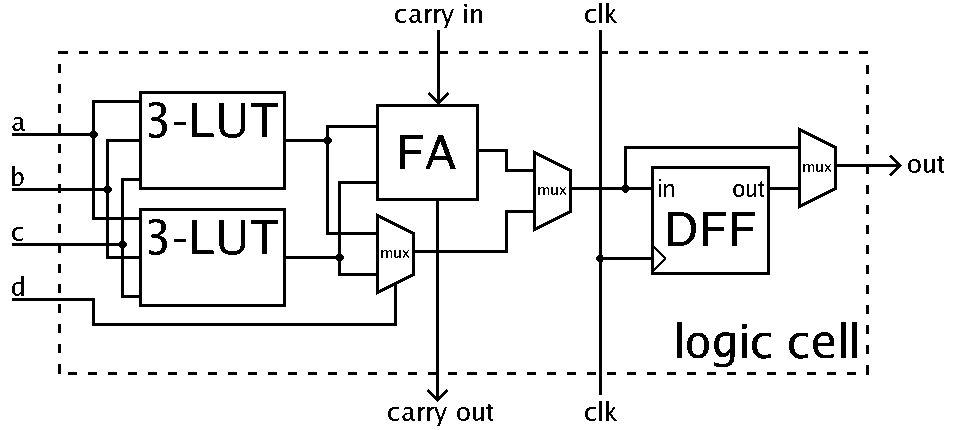 carry in
clk
a
3-LUT
FA
b
mux
in
out
mux
out
c
3-LUT
mux
DFF
d
logic cell
carry out
clk